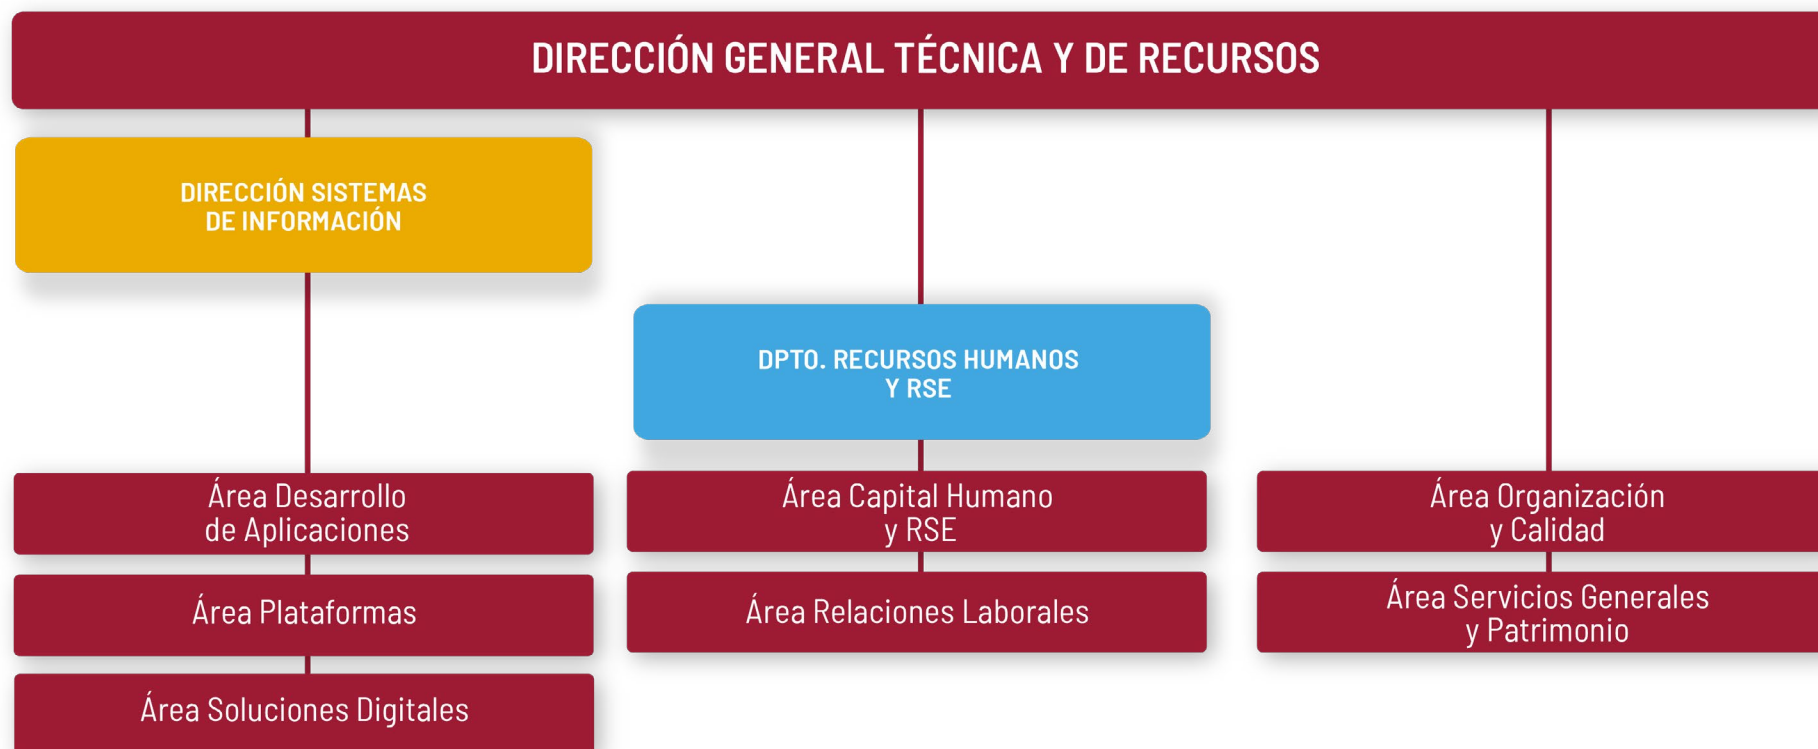 DIRECCIÓN GENERAL TÉCNICA Y DE RECURSOS
DIRECCIÓN SISTEMAS
DE INFORMACIÓN
DPTO. RECURSOS HUMANOS
Y RSE
Área Desarrollo
de Aplicaciones
Área Capital Humano
y RSE
Área Organización
y Calidad
Área Plataformas
Área Relaciones Laborales
Área Servicios Generales
y Patrimonio
Área Soluciones Digitales